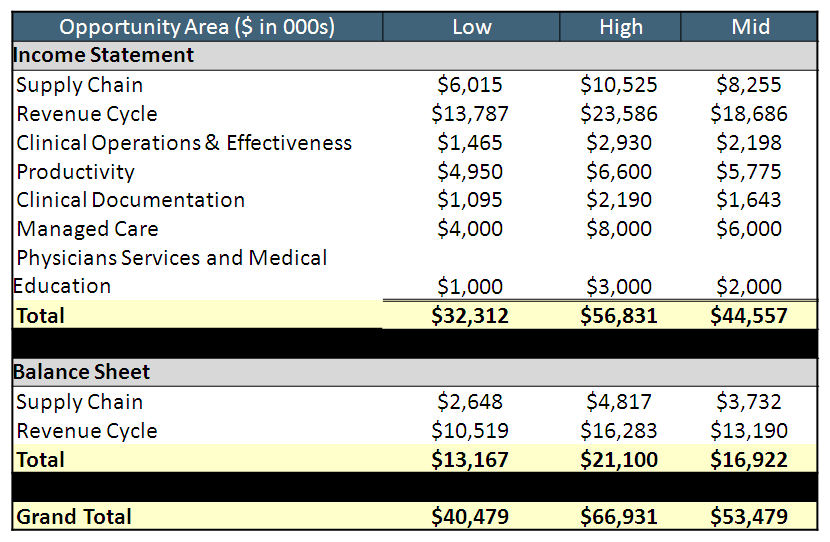 Opportunity Area ($ in 000s) Low High Mid
Income Statement
Supply Chain $6,015 $10,525 $8,255
Revenue Cycle $13,787 $23,586 $18,686
Clinical Operations & Effectiveness $1,465 $2,930 $2,198
Productivity $4,950 $6,600 $5,775
Clinical Documentation $1,095 $2,190 $1,643
Managed Care $4,000 $8,000 $6,000
Physicians Services and Medical
Education $1,000 $3,000 $2,000
Total $32,312 $56,831 $44,557
Balance Sheet
Supply Chain $2,648 $4,817 $3,732
Revenue Cycle $10,519 $16,283 $13,190
Total $13,167 $21,100 $16,922
Grand Total $40,479 $66,931 $53,479